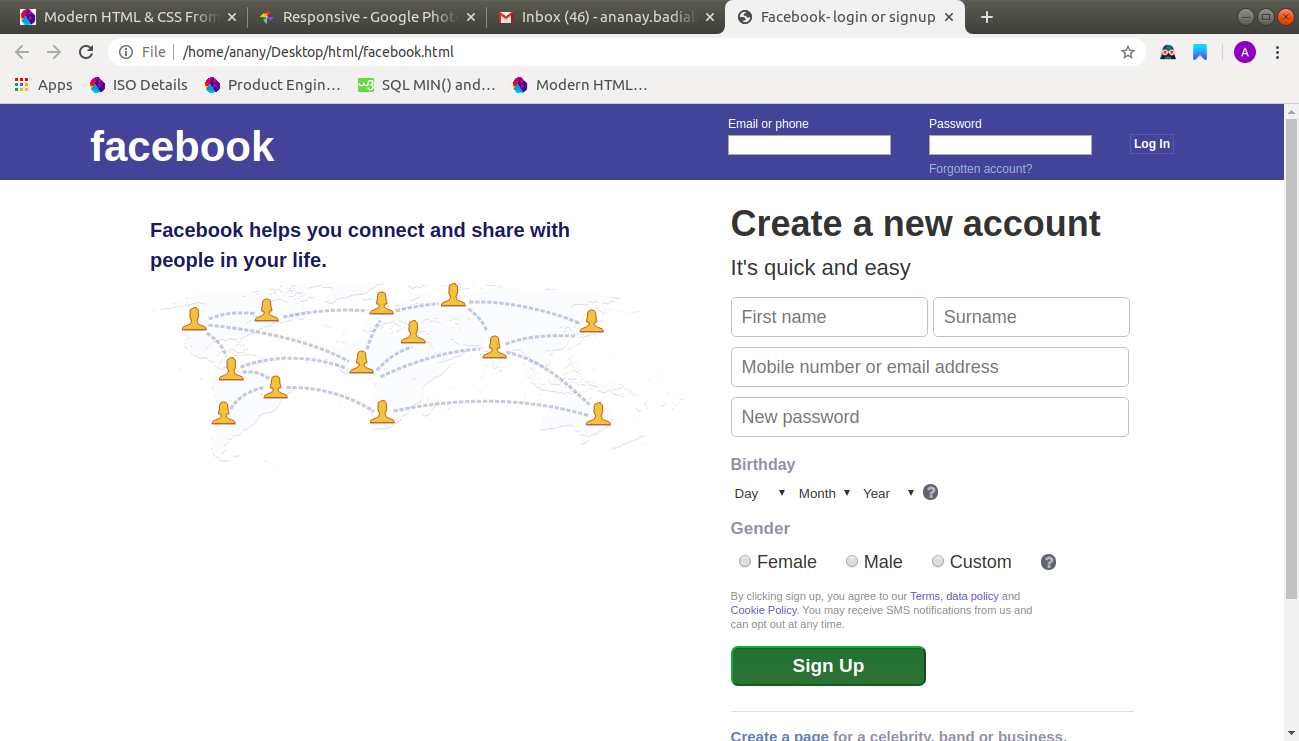 Modern HTML & CSS From
Responsive - Google Phot
Inbox (46) - ananay.badial
Facebook- login or signup
File
/home/anany/Desktop/html/facebook.html
A
Apps
ISO Details
Product Engin...
SQL MIN() and...
Modern HTML...
facebook
Email or phone
Password
Log In
Forgotten account?
Facebook helps you connect and share with
people in your life.
Create a new account
It's quick and easy
First name
Surname
Mobile number or email address
New password
Birthday
Day
Month
Year
?
Gender
Female
Male
Custom
?
By clicking sign up, you agree to our Terms, data policy and
Cookie Policy. You may receive SMS notifications from us and
can opt out at any time.
Sign Up
Create a page for a celebrity, band or business.